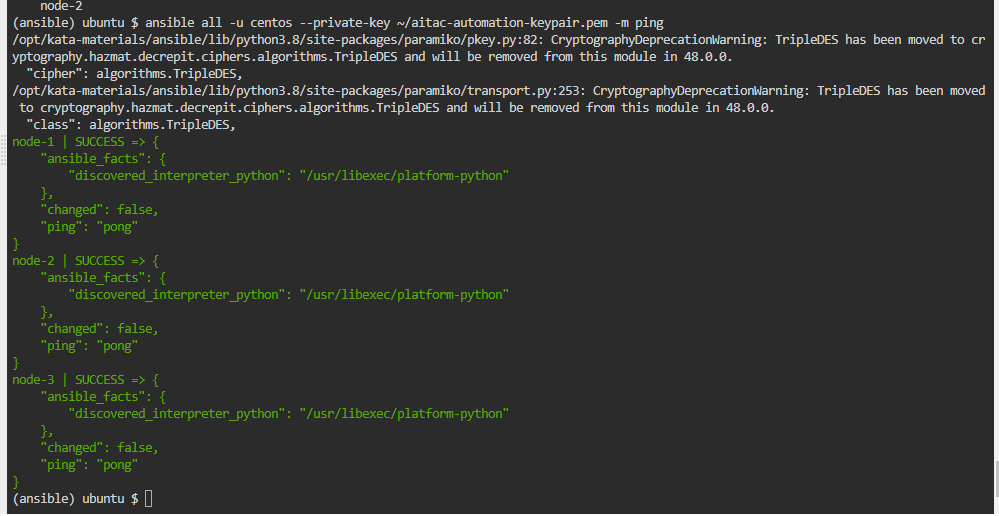 node-2
(ansible) ubuntu $ ansible all -u centos --private-key ~/aitac-automation-keypair.pem -m ping
/opt/kata-materials/ansible/lib/python3.8/site-packages/paramiko/pkey.py:82: CryptographyDeprecationWarning: TripleDES has been moved to cr
yptography.hazmat.decrepit.ciphers.algorithms.TripleDES and will be removed from this module in 48.0.0.
  "cipher": algorithms.TripleDES,
/opt/kata-materials/ansible/lib/python3.8/site-packages/paramiko/transport.py:253: CryptographyDeprecationWarning: TripleDES has been moved
 to cryptography.hazmat.decrepit.ciphers.algorithms.TripleDES and will be removed from this module in 48.0.0.
  "class": algorithms.TripleDES,
node-1 | SUCCESS => {
    "ansible_facts": {
        "discovered_interpreter_python": "/usr/libexec/platform-python"
    },
    "changed": false,
    "ping": "pong"
}
node-2 | SUCCESS => {
    "ansible_facts": {
        "discovered_interpreter_python": "/usr/libexec/platform-python"
    },
    "changed": false,
    "ping": "pong"
}
node-3 | SUCCESS => {
    "ansible_facts": {
        "discovered_interpreter_python": "/usr/libexec/platform-python"
    },
    "changed": false,
    "ping": "pong"
}
(ansible) ubuntu $